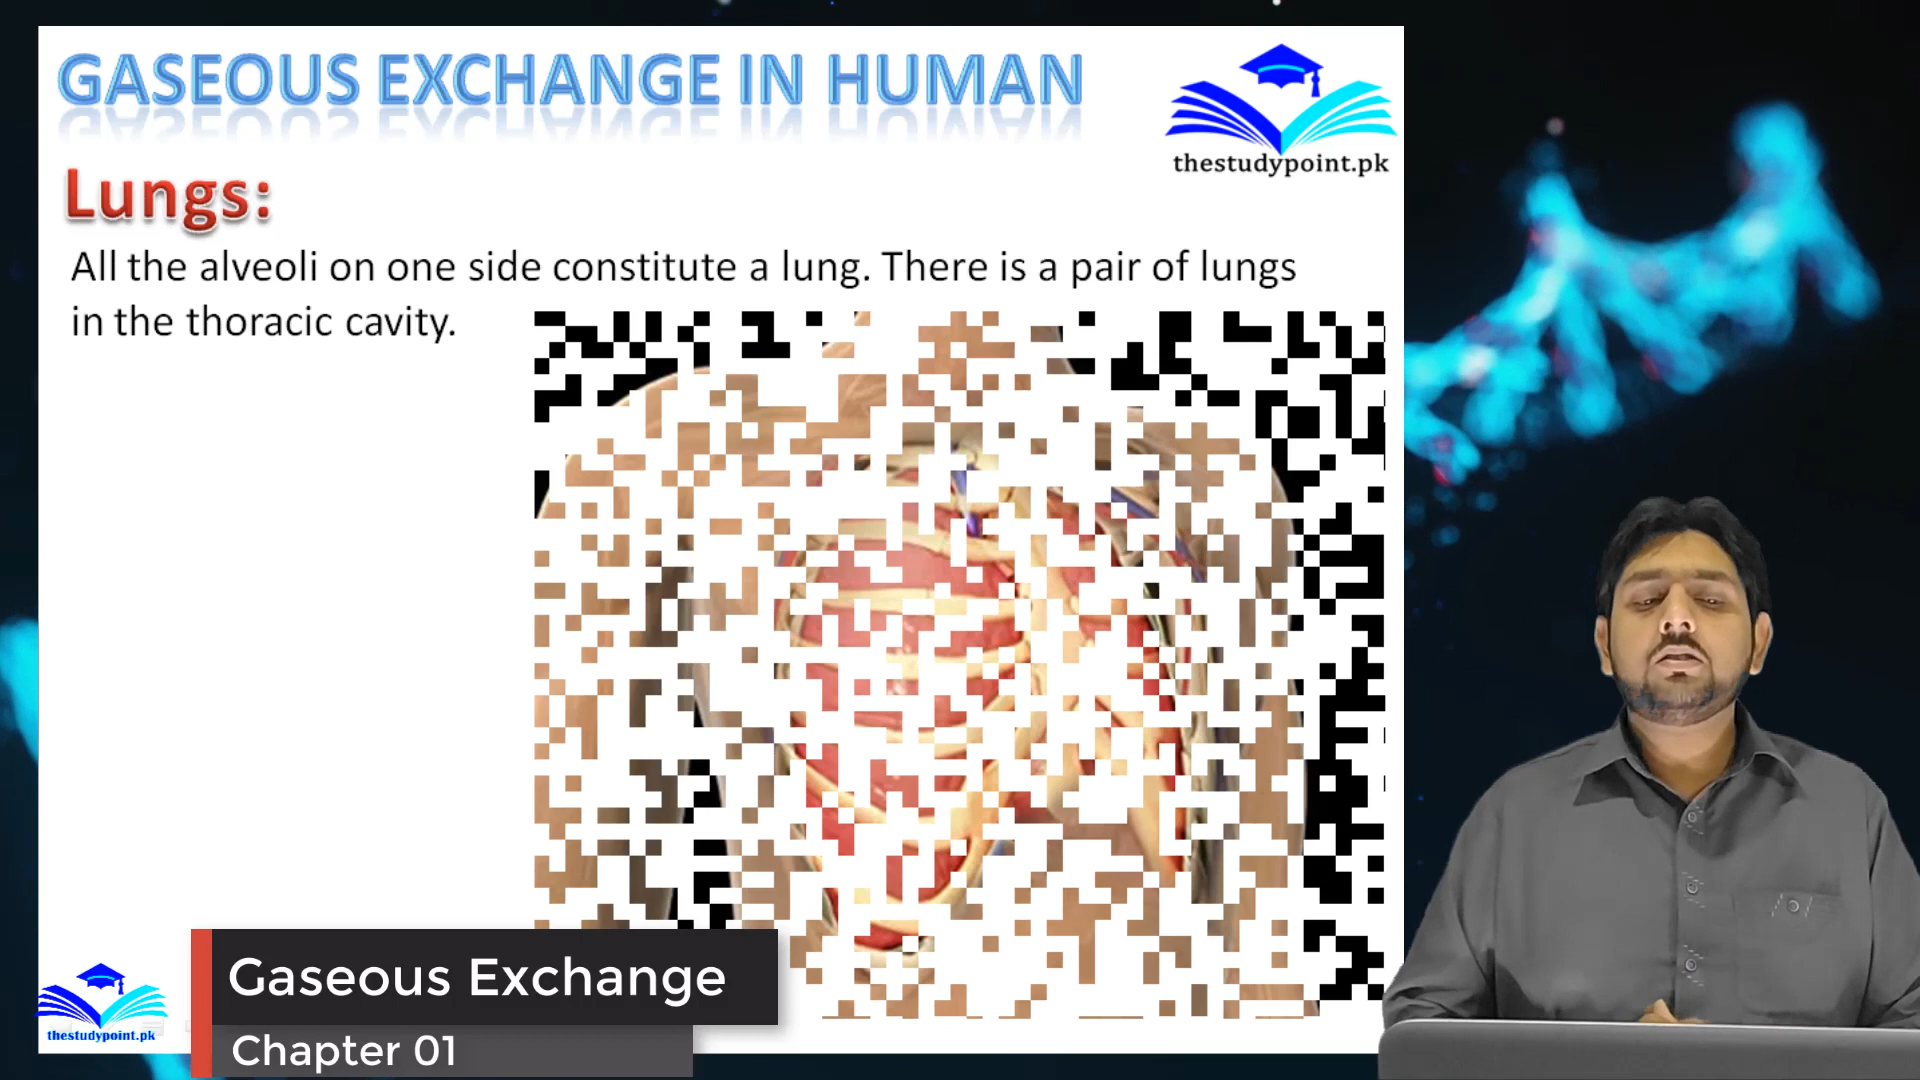 GASEOUS EXCHANGE IN HUMAN
thestudypoint.pk
Lungs:
All the alveoli on one side constitute a lung. There is a pair of lungs
in the thoracic cavity.
Gaseous Exchange
Chapter 01
thestudypoint.pk